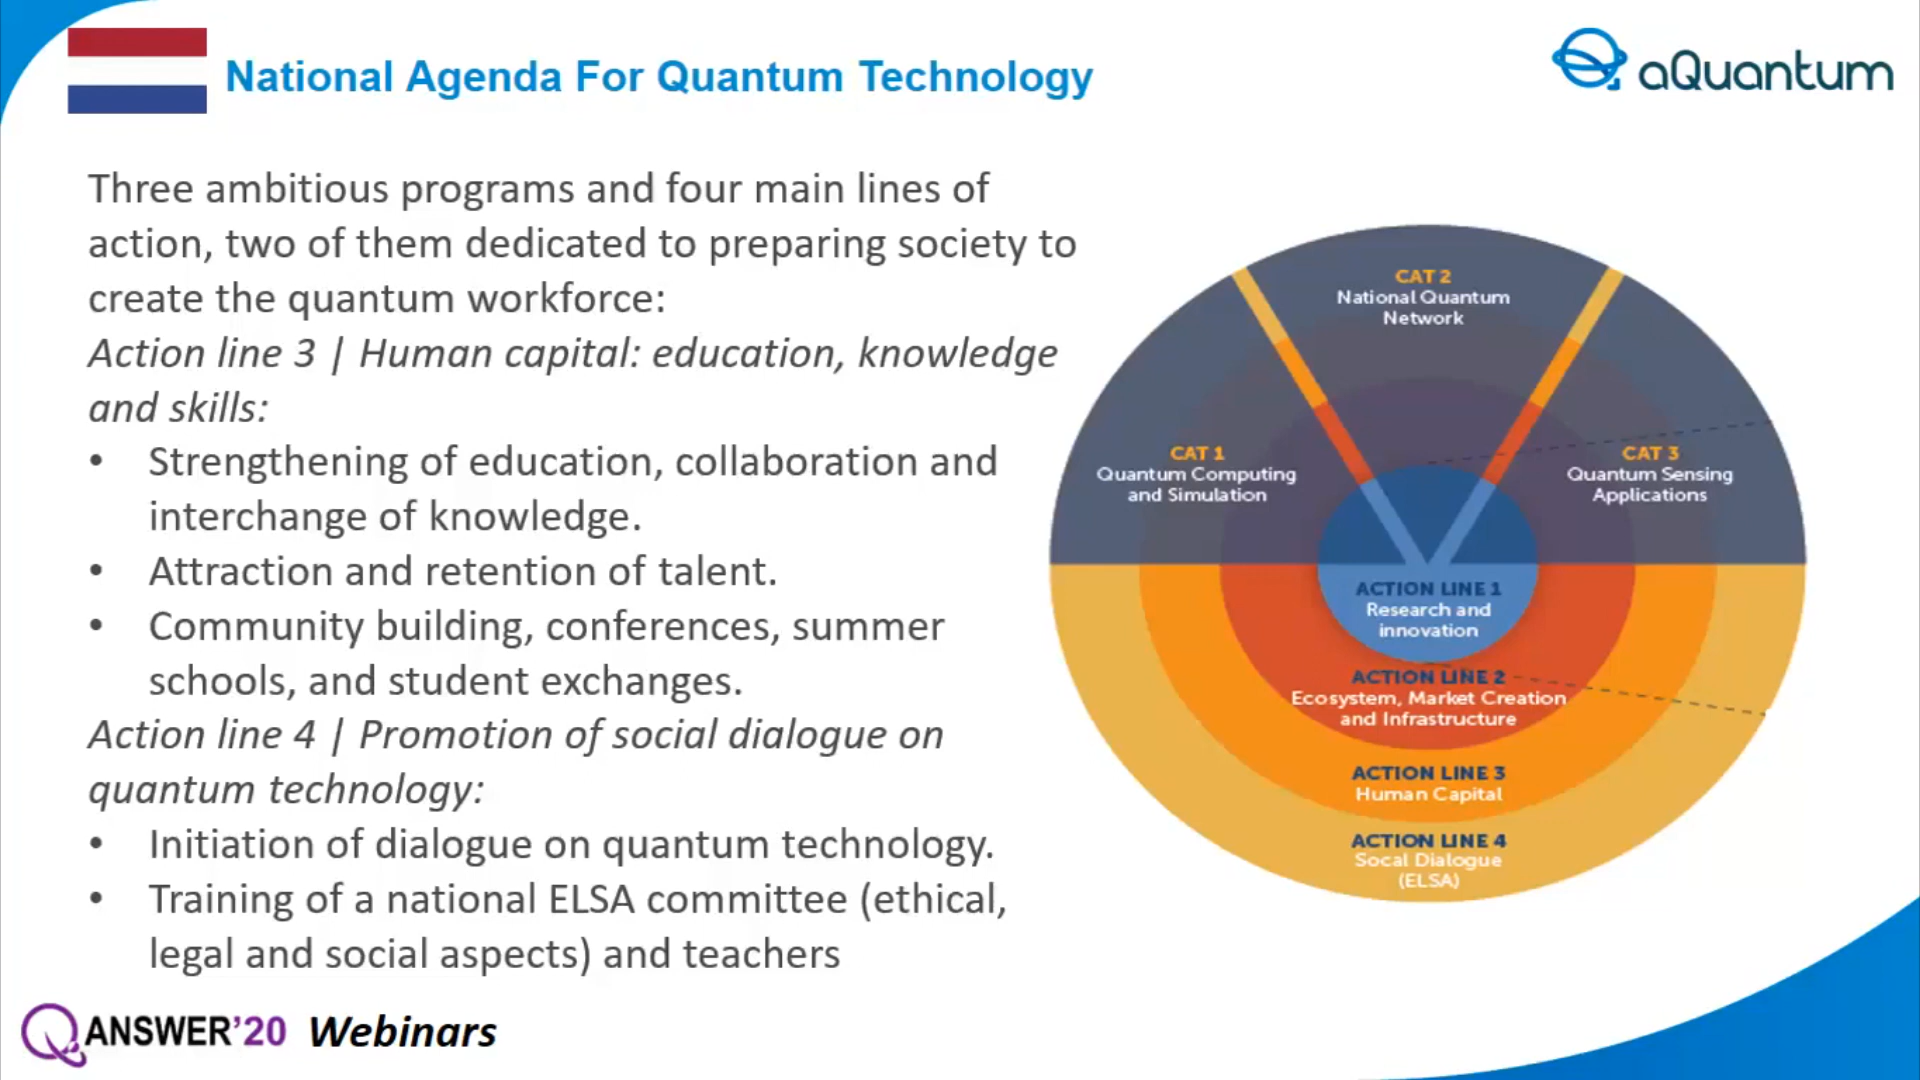 National Agenda For Quantum Technology
aQuantum
Three ambitious programs and four main lines of
action, two of them dedicated to preparing society to
create the quantum workforce:
Action line 3 | Human capital: education, knowledge
and skills:
• Strengthening of education, collaboration and
interchange of knowledge.
• Attraction and retention of talent.
• Community building, conferences, summer
schools, and student exchanges.
Action line 4 | Promotion of social dialogue on
quantum technology:
• Initiation of dialogue on quantum technology.
• Training of a national ELSA committee (ethical,
legal and social aspects) and teachers
CAT 2
National Quantum
Network
CAT 1
Quantum Computing
and Simulation
CAT 3
Quantum Sensing
Applications
ACTION LINE 1
Research and
innovation
ACTION LINE 2
Ecosystem, Market Creation
and Infrastructure
ACTION LINE 3
Human Capital
ACTION LINE 4
Socal Dialogue
(ELSA)
QANSWER'20 Webinars